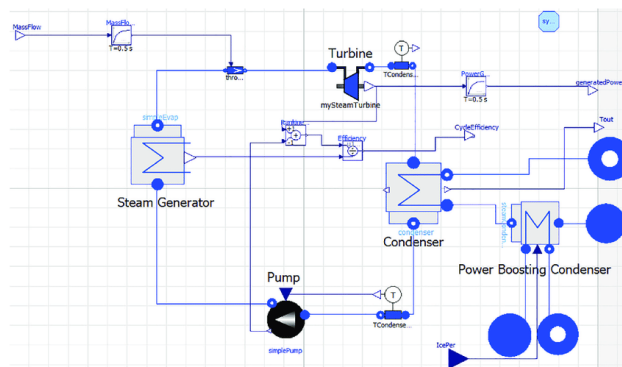 sy...
MassFlow
MassFlo...
T=0.5 s
Turbine
T
TCondens...
thro...
mySteamTurbine
PowerG...
T=0.5 s
generatedPower
simpleEvap
Efficiency
CycleEfficiency
Tout
Steam Generator
condenser
Condenser
Power Boosting Condenser
Pump
T
TCondense...
simplePump
IcePer